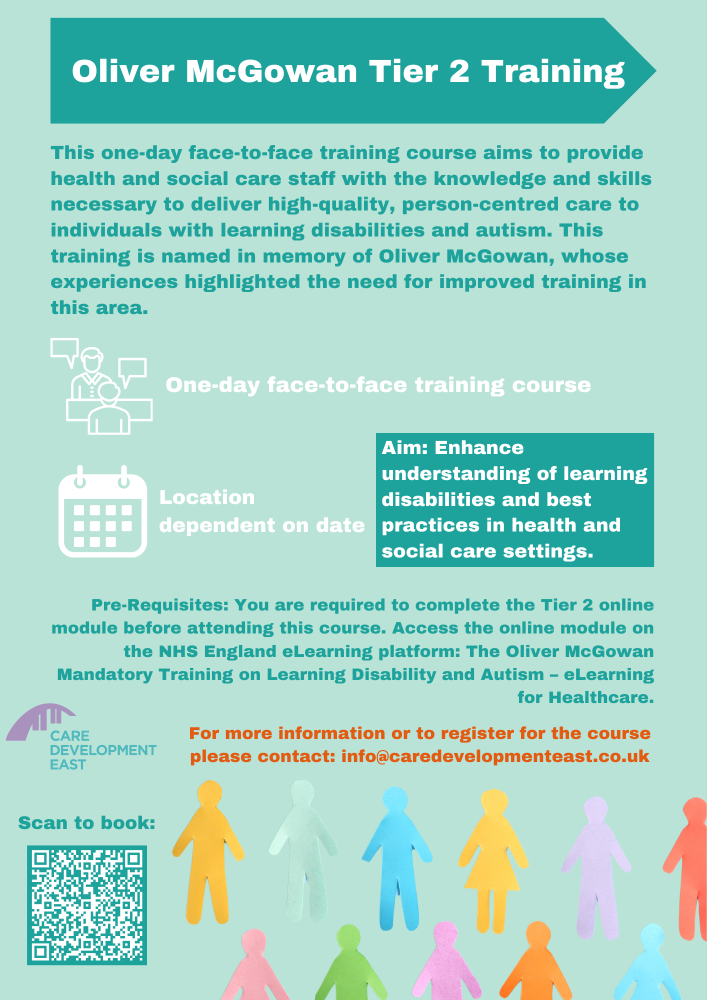 Oliver McGowan Tier 2 Training
This one-day face-to-face training course aims to provide
health and social care staff with the knowledge and skills
necessary to deliver high-quality, person-centred care to
individuals with learning disabilities and autism. This
training is named in memory of Oliver McGowan, whose
experiences highlighted the need for improved training in
this area.
One-day face-to-face training course
Location
dependent on date
Aim: Enhance
understanding of learning
disabilities and best
practices in health and
social care settings.
Pre-Requisites: You are required to complete the Tier 2 online
module before attending this course. Access the online module on
the NHS England eLearning platform: The Oliver McGowan
Mandatory Training on Learning Disability and Autism – eLearning
for Healthcare.
CARE
DEVELOPMENT
EAST
For more information or to register for the course
please contact: info@caredevelopmenteast.co.uk
Scan to book: